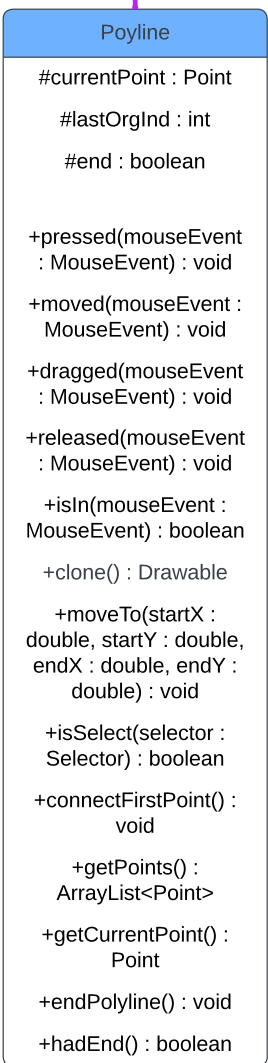 Poyline
#currentPoint : Point
#lastOrgInd : int
#end : boolean
+pressed(mouseEvent
: MouseEvent) : void
+moved(mouseEvent :
MouseEvent) : void
+dragged(mouseEvent
: MouseEvent) : void
+released(mouseEvent
: MouseEvent) : void
+isIn(mouseEvent :
MouseEvent) : boolean
+clone() : Drawable
+moveTo(startX :
double, startY : double,
endX : double, endY :
double) : void
+isSelect(selector :
Selector) : boolean
+connectFirstPoint() :
void
+getPoints() :
ArrayList<Point>
+getCurrentPoint() :
Point
+endPolyline() : void
+hadEnd() : boolean